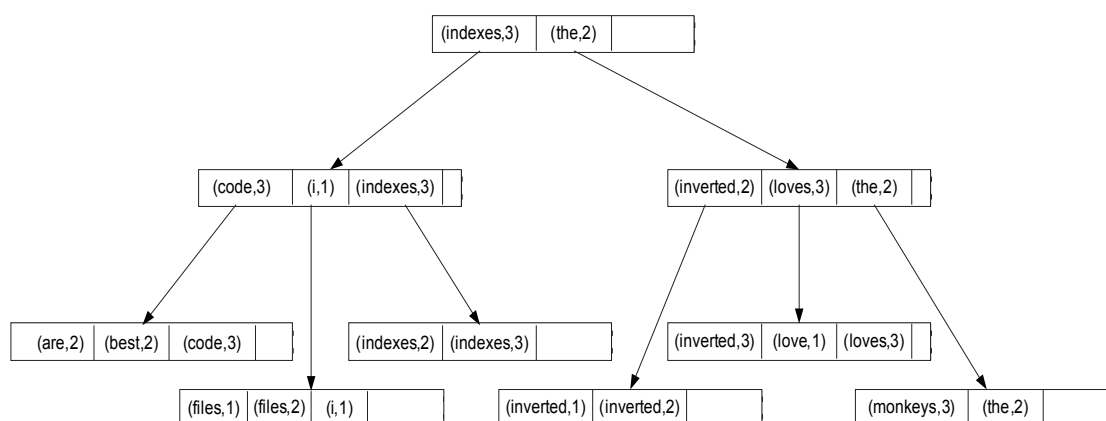 (indexes,3) (the,2)
(code,3) (i,1) (indexes,3) (inverted,2) (loves,3) (the,2)
(are,2) (best,2) (code,3) (indexes,2) (indexes,3) (inverted,3) (love,1) (loves,3)
(files,1) (files,2) (i,1) (inverted,1) (inverted,2) (monkeys,3) (the,2)